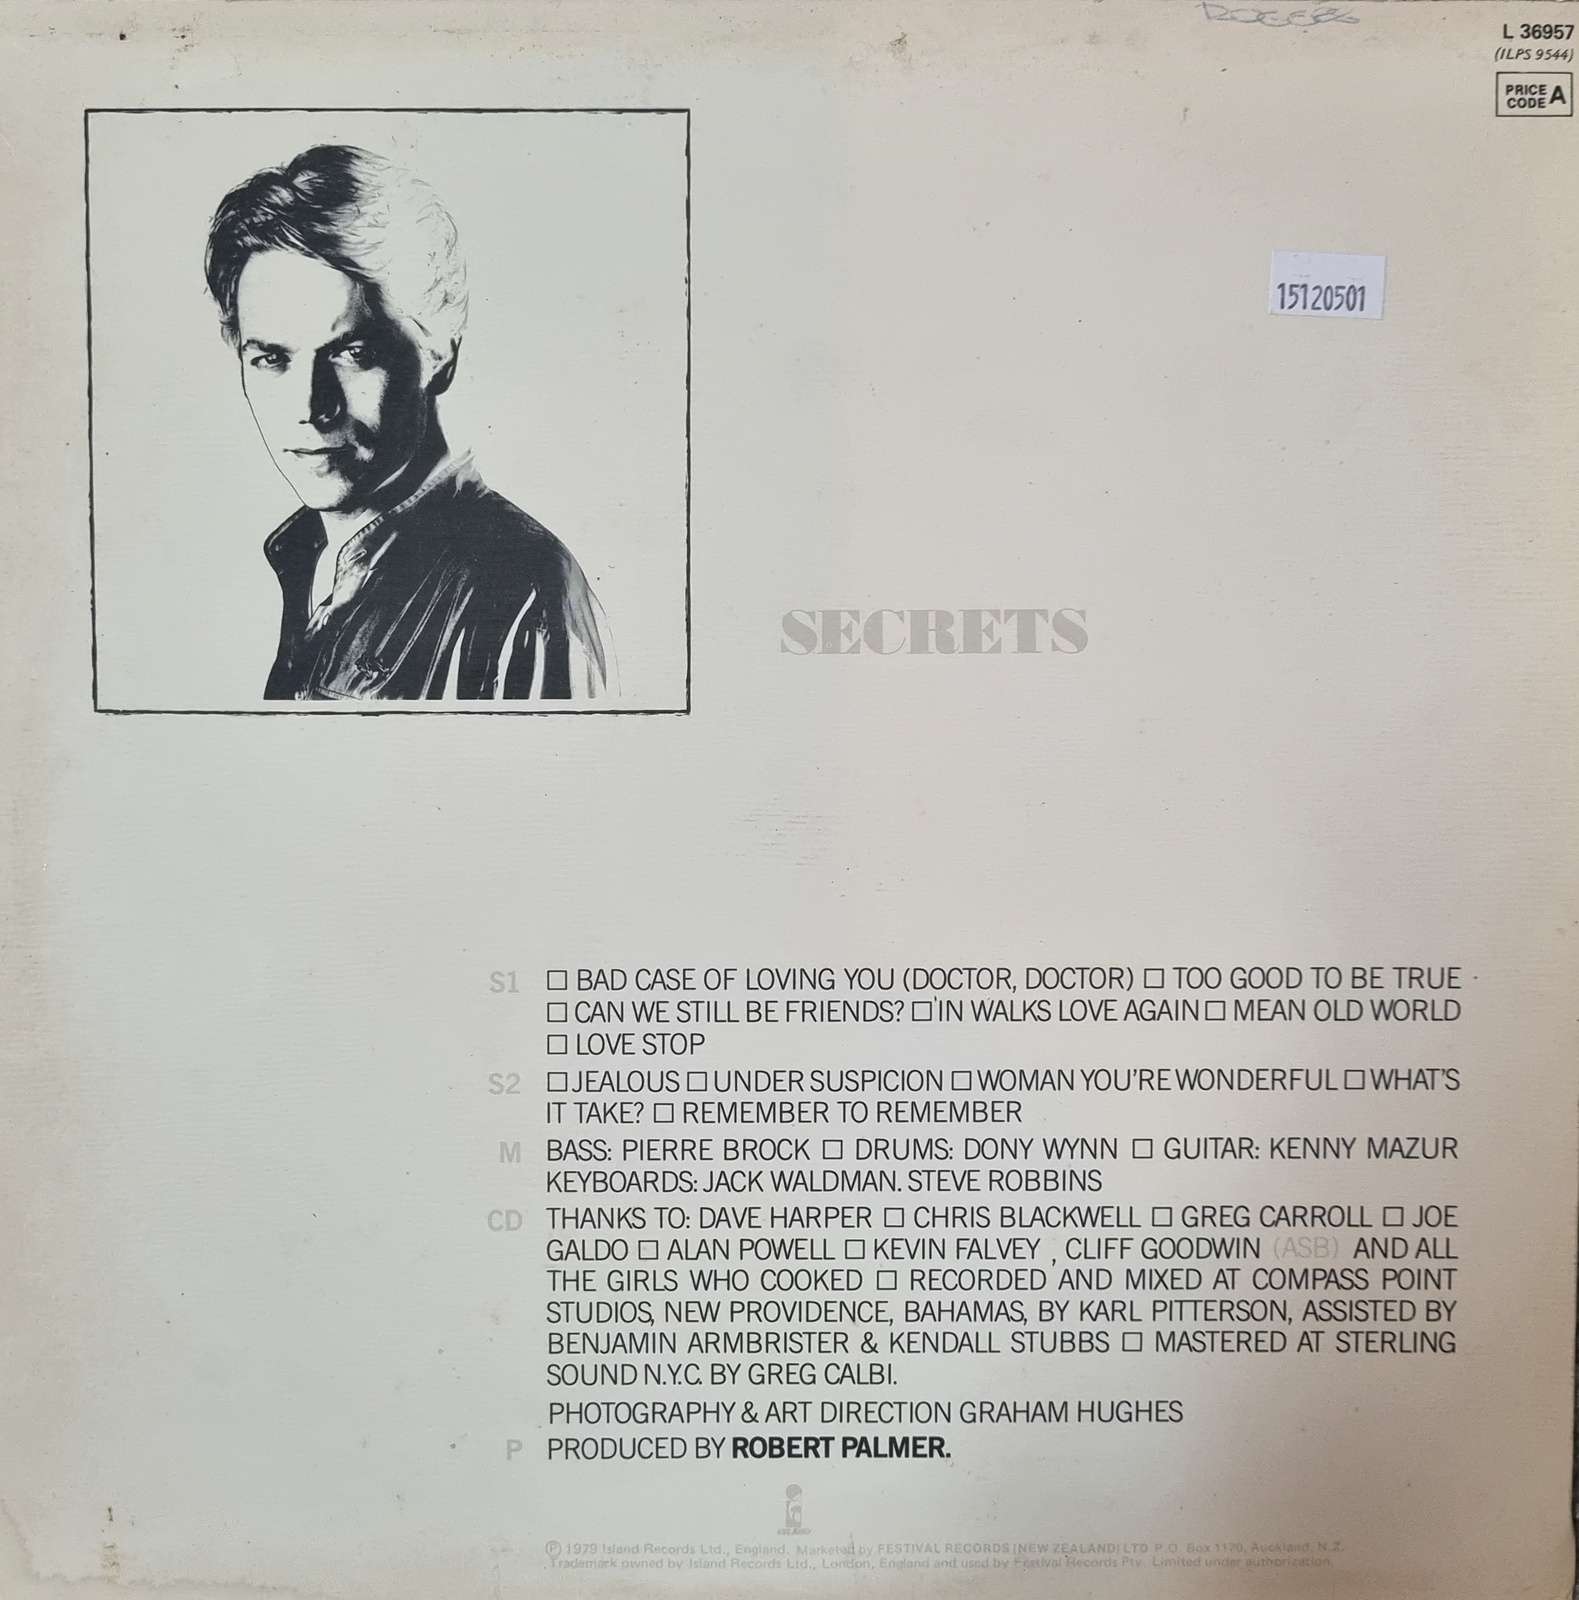 L 36957
(ILPS 9544)
PRICE CODE A
15120501
SECRETS
S1 □ BAD CASE OF LOVING YOU (DOCTOR, DOCTOR) □ TOO GOOD TO BE TRUE
□ CAN WE STILL BE FRIENDS? □ IN WALKS LOVE AGAIN □ MEAN OLD WORLD
□ LOVE STOP
S2 □ JEALOUS □ UNDER SUSPICION □ WOMAN YOU'RE WONDERFUL □ WHAT'S
IT TAKE? □ REMEMBER TO REMEMBER
M BASS: PIERRE BROCK □ DRUMS: DONY WYNN □ GUITAR: KENNY MAZUR
KEYBOARDS: JACK WALDMAN. STEVE ROBBINS
CD THANKS TO: DAVE HARPER □ CHRIS BLACKWELL □ GREG CARROLL □ JOE
GALDO □ ALAN POWELL □ KEVIN FALVEY , CLIFF GOODWIN (ASB) AND ALL
THE GIRLS WHO COOKED □ RECORDED AND MIXED AT COMPASS POINT
STUDIOS, NEW PROVIDENCE, BAHAMAS, BY KARL PITTERSON, ASSISTED BY
BENJAMIN ARMBRISTER & KENDALL STUBBS □ MASTERED AT STERLING
SOUND N.Y.C. BY GREG CALBI.
PHOTOGRAPHY & ART DIRECTION GRAHAM HUGHES
P PRODUCED BY ROBERT PALMER.
ISLAND
Ⓟ 1979 Island Records Ltd., England. Marketed by FESTIVAL RECORDS (NEW ZEALAND) LTD P.O. Box 1170, Auckland, N.Z.
Trademark owned by Island Records Ltd., London, England and used by Festival Records Pty. Limited under authorization.